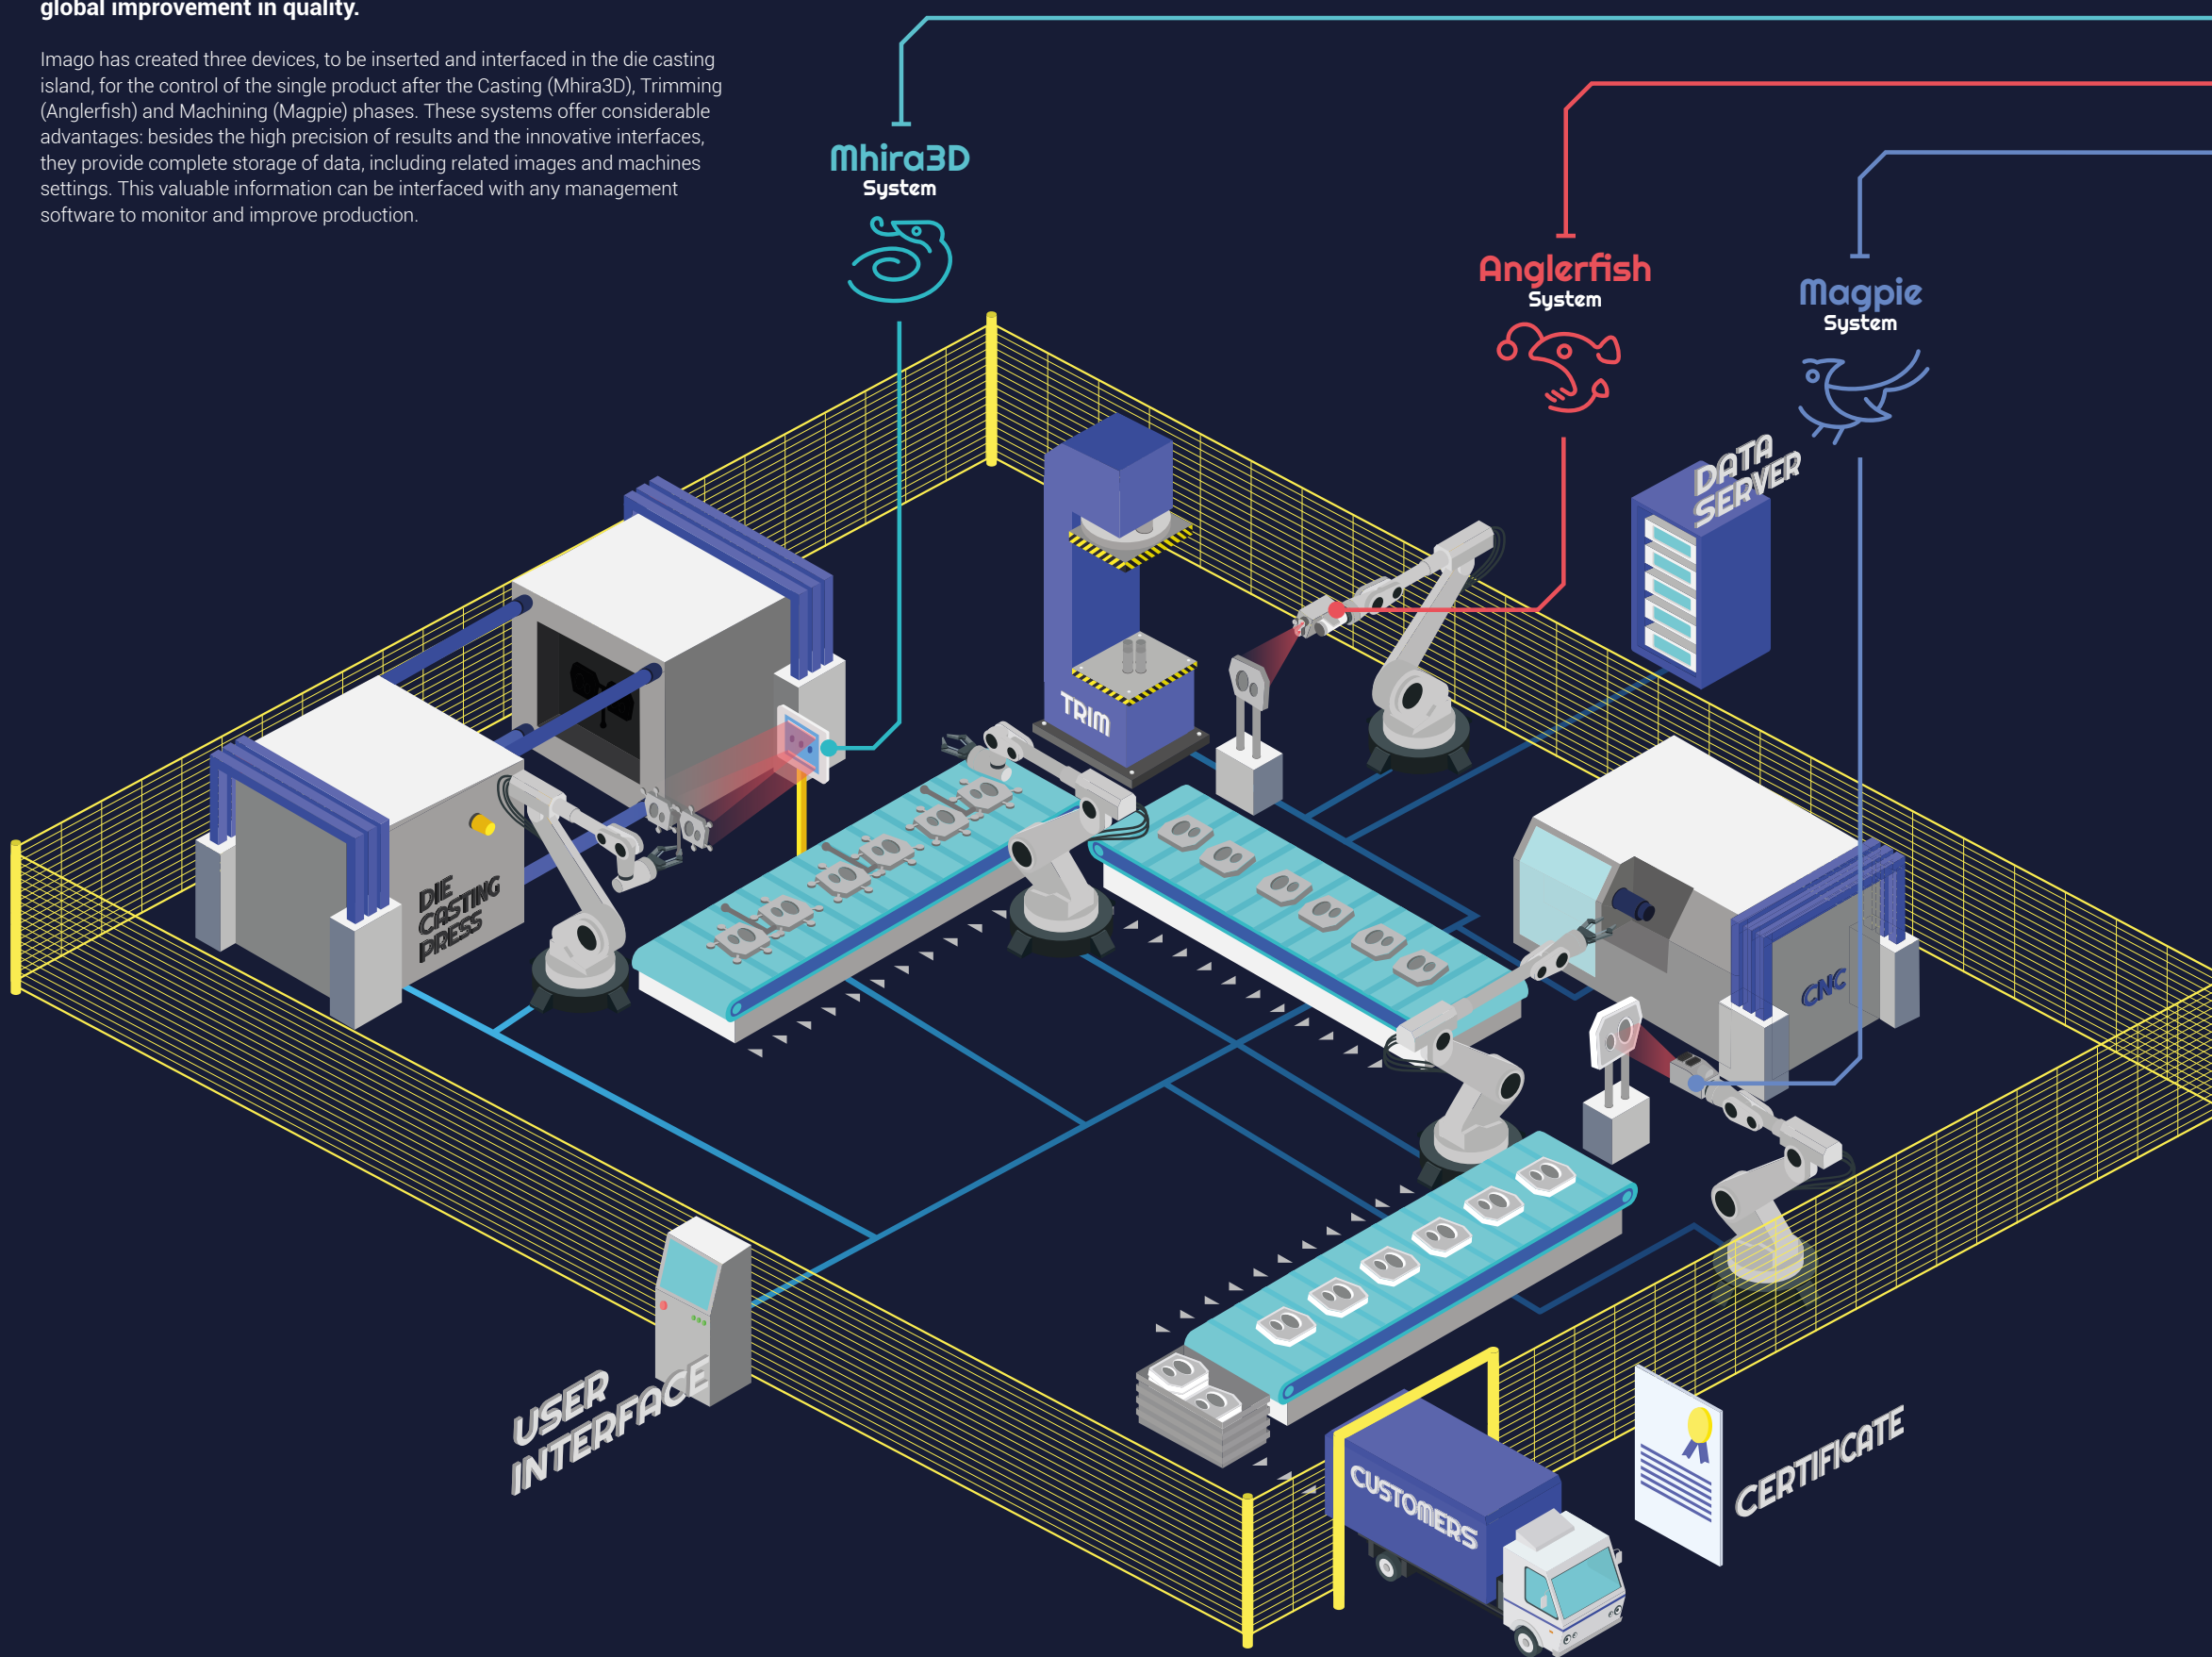 global improvement in quality.
Imago has created three devices, to be inserted and interfaced in the die casting
island, for the control of the single product after the Casting (Mhira3D), Trimming
(Anglerfish) and Machining (Magpie) phases. These systems offer considerable
advantages: besides the high precision of results and the innovative interfaces,
they provide complete storage of data, including related images and machines
settings. This valuable information can be interfaced with any management
software to monitor and improve production.
Mhira3D
System
Anglerfish
System
Magpie
System
DATA
SERVER
TRIM
DIE
CASTING
PRESS
CNC
USER
INTERFACE
CUSTOMERS
CERTIFICATE